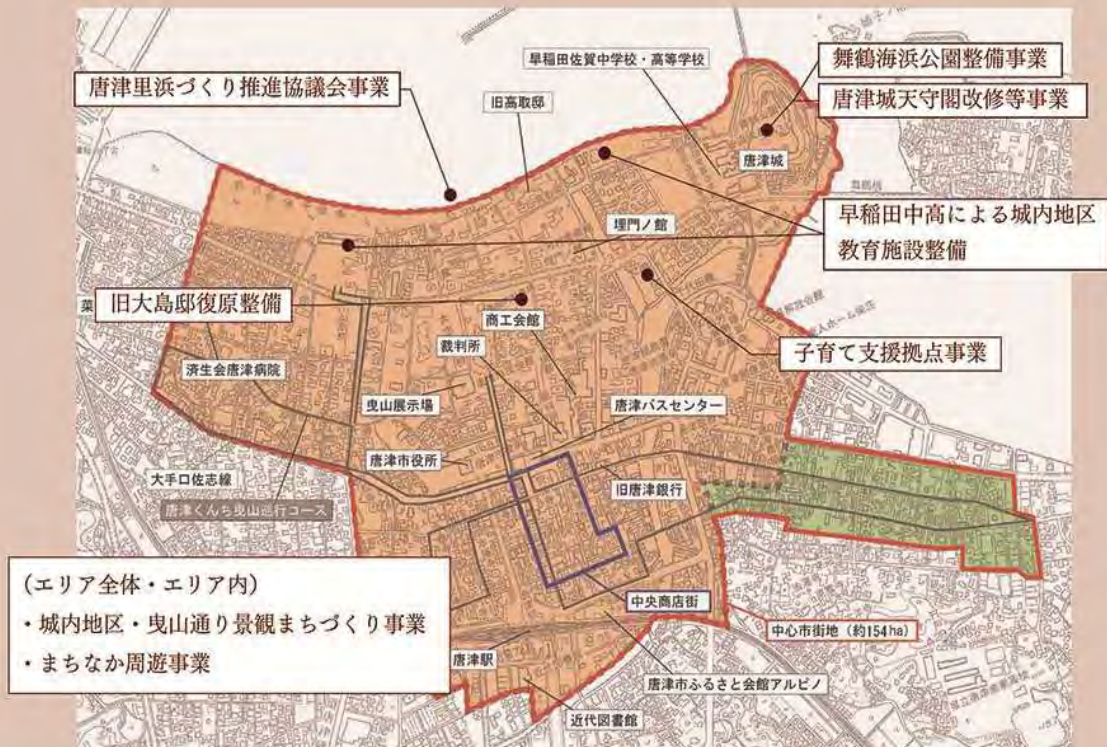 早稲田佐賀中学校・高等学校
舞鶴海浜公園整備事業
唐津里浜づくり推進協議会事業
唐津城天守閣改修等事業
旧高取邸
唐津城
早稲田中高による城内地区
教育施設整備
埋門ノ館
旧大島邸復原整備
商工会館
裁判所
子育て支援拠点事業
済生会唐津病院
曳山展示場
唐津バスセンター
唐津市役所
大手口佐志線
旧唐津銀行
唐津くんち曳山巡行コース
(エリア全体・エリア内)
・城内地区・曳山通り景観まちづくり事業
・まちなか周遊事業
中央商店街
中心市街地(約154ha)
唐津駅
唐津市ふるさと会館アルピノ
近代図書館